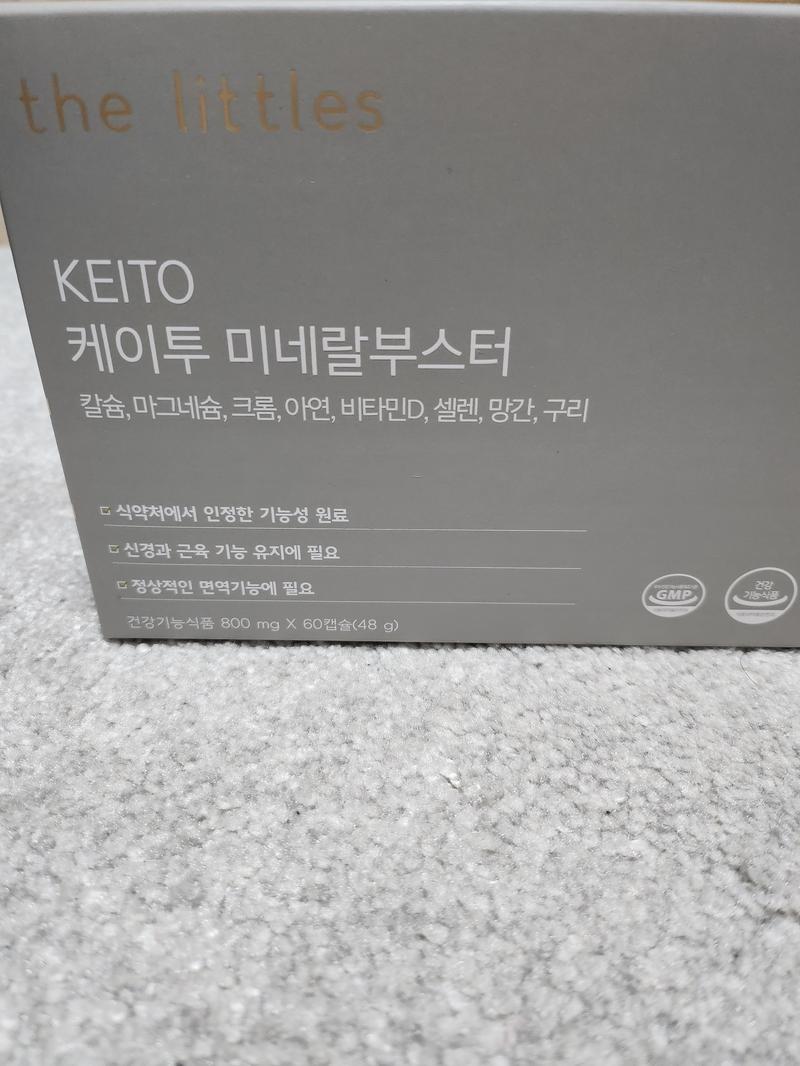 the littles
KEITO
케이투 미네랄부스터
칼슘, 마그네슘, 크롬, 아연, 비타민D, 셀렌, 망간, 구리
식약처에서 인정한 기능성 원료
신경과 근육 기능 유지에 필요
정상적인 면역기능에 필요
건강기능식품 800 mg X 60캡슐(48 g)
GMP
건강
기능식품